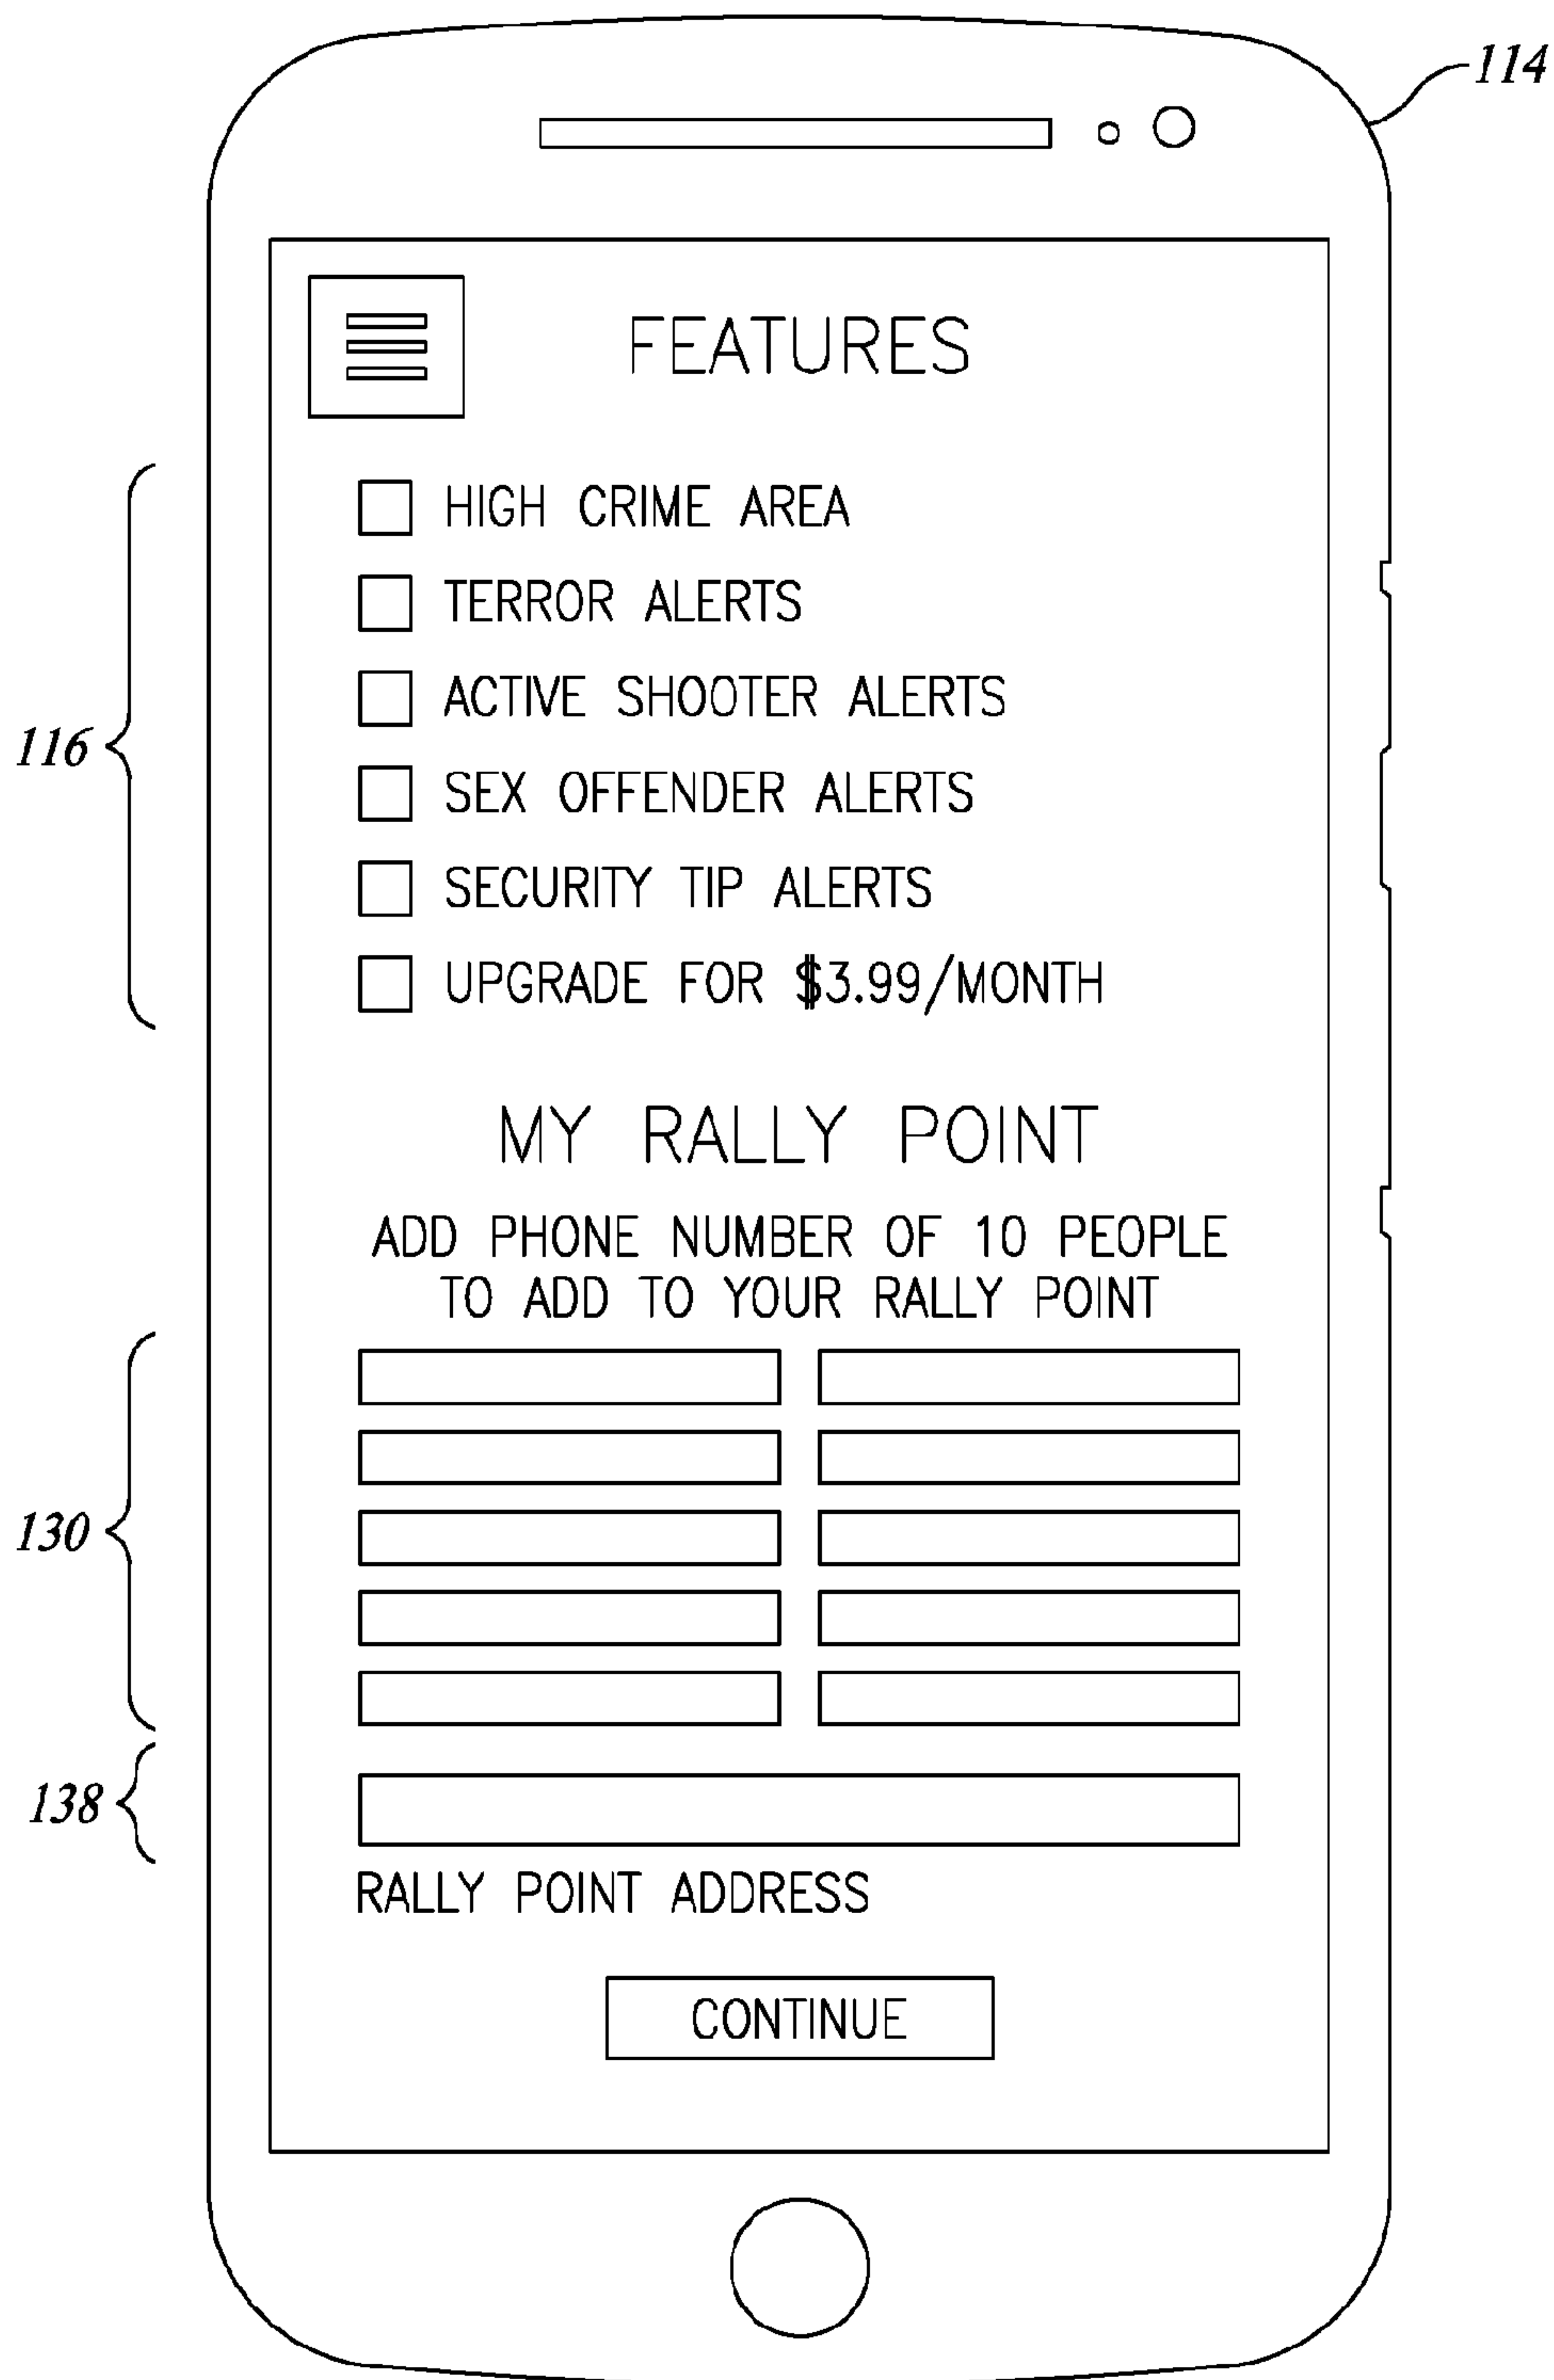 114
FEATURES
HIGH CRIME AREA
TERROR ALERTS
ACTIVE SHOOTER ALERTS
116
SEX OFFENDER ALERTS
SECURITY TIP ALERTS
UPGRADE FOR $3.99/MONTH
MY RALLY POINT
ADD PHONE NUMBER OF 10 PEOPLE
TO ADD TO YOUR RALLY POINT
130
138
RALLY POINT ADDRESS
CONTINUE